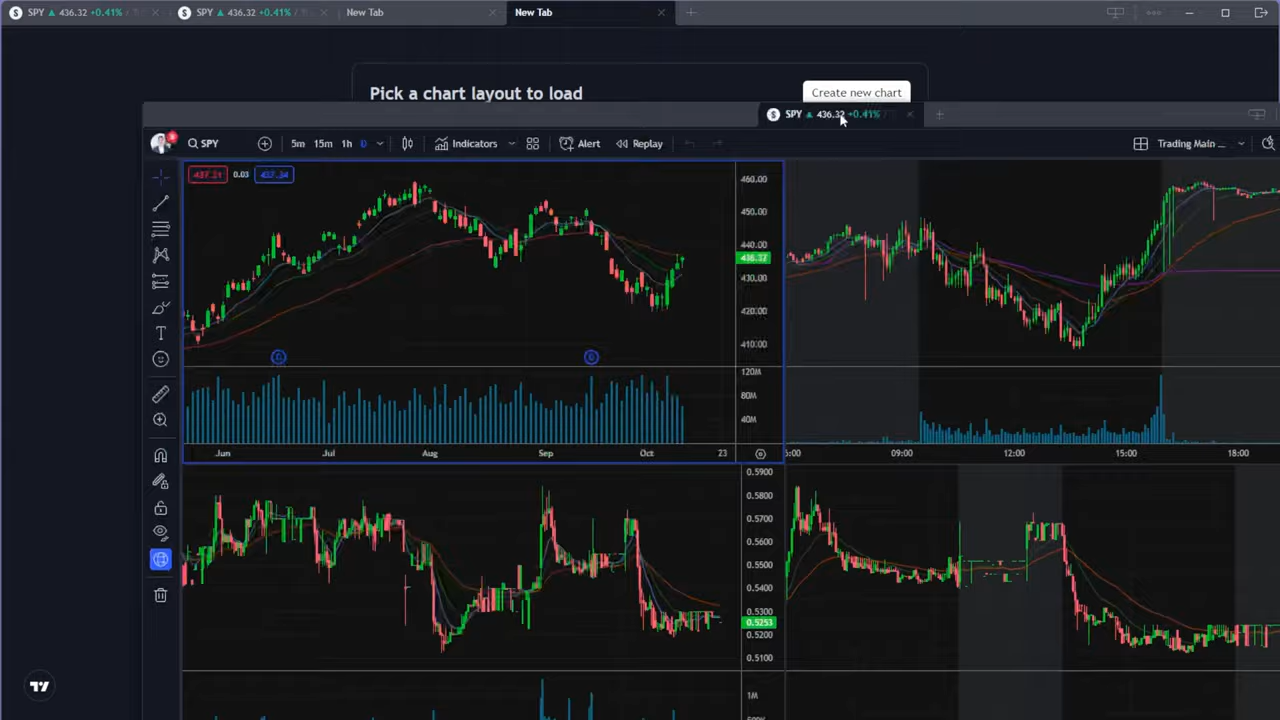 SPY 436.32 +0.41% SPY 436.32 +0.41% New Tab New Tab
Pick a chart layout to load Create new chart
SPY 436.32 +0.41%
SPY 5m 15m 1h D Indicators Alert Replay Trading Main ...
0.03
460.00
450.00
440.00
436.32
430.00
420.00
410.00
120M
80M
40M
Jun Jul Aug Sep Oct 23 09:00 12:00 15:00 18:00
0.5900
0.5800
0.5700
0.5600
0.5500
0.5400
0.5300
0.5253
0.5200
0.5100
1M